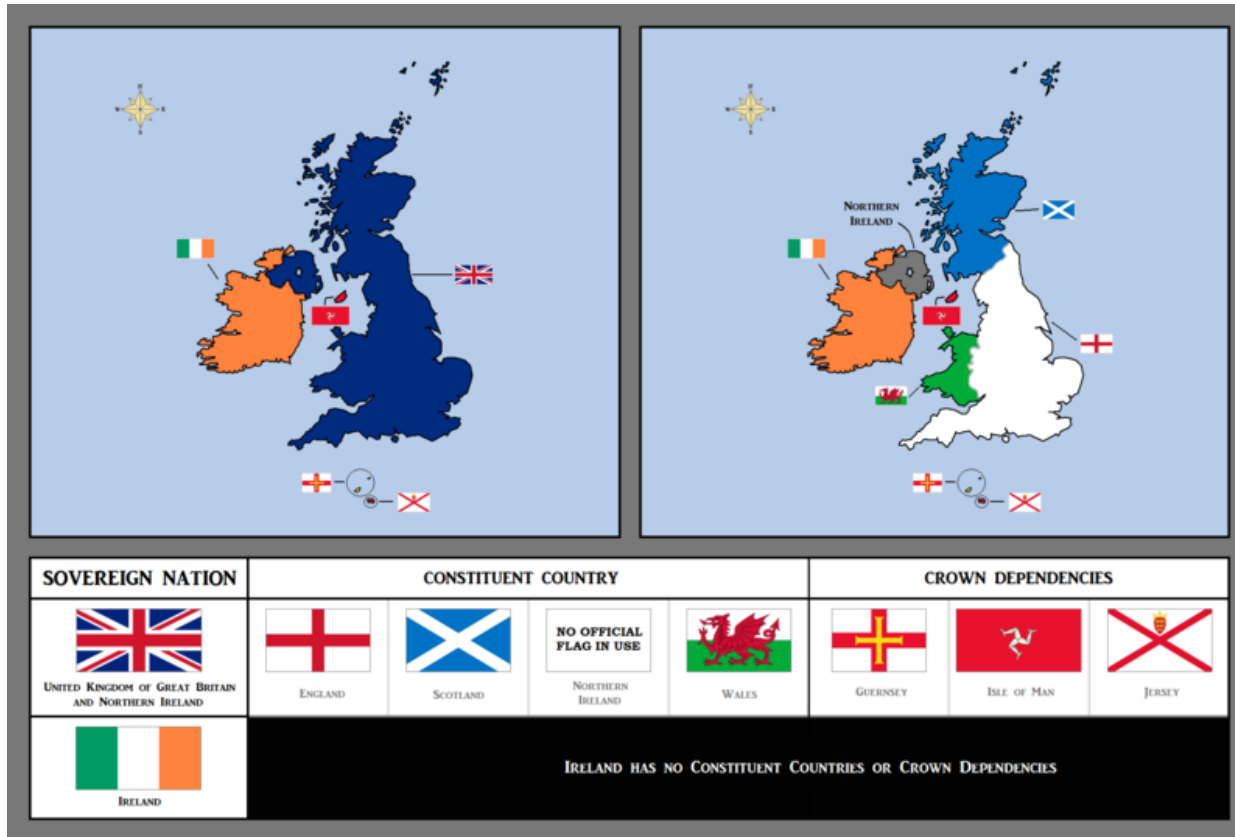 Northern
Ireland
SOVEREIGN NATION
CONSTITUENT COUNTRY
CROWN DEPENDENCIES
NO OFFICIAL
FLAG IN USE
United Kingdom of Great Britain
and Northern Ireland
England
Scotland
Northern
Ireland
Wales
Guernsey
Isle of Man
Jersey
Ireland has no Constituent Countries or Crown Dependencies
Ireland